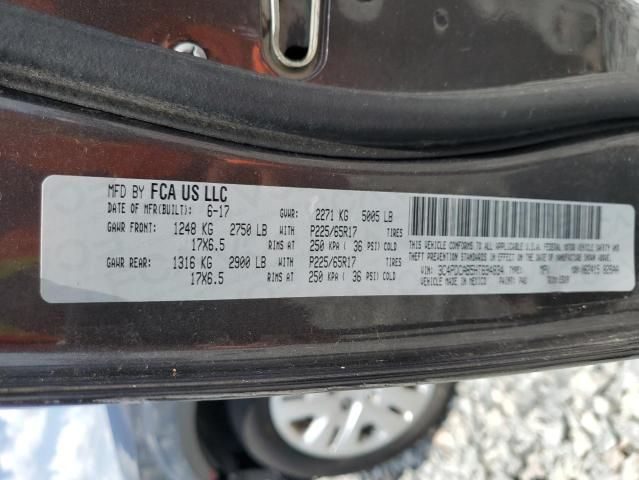 MFD BY FCA US LLC
DATE OF MFR(BUILT): 6-17 GVWR: 2271 KG 5005 LB
GAWR FRONT: 1248 KG 2750 LB P225/65R17 TIRES
17X6.5 RIMS AT 250 KPA ( 36 PSI) COLD
GAWR REAR: 1316 KG 2900 LB P225/65R17 TIRES
17X6.5 RIMS AT 250 KPA ( 36 PSI) COLD
THIS VEHICLE CONFORMS TO ALL APPLICABLE U.S.A. FEDERAL MOTOR VEHICLE SAFETY AND
THEFT PREVENTION STANDARDS IN EFFECT ON THE DATE OF MANUFACTURE SHOWN ABOVE.
VIN: TYPE: MPV
VEHICLE MADE IN MEXICO PAINT: